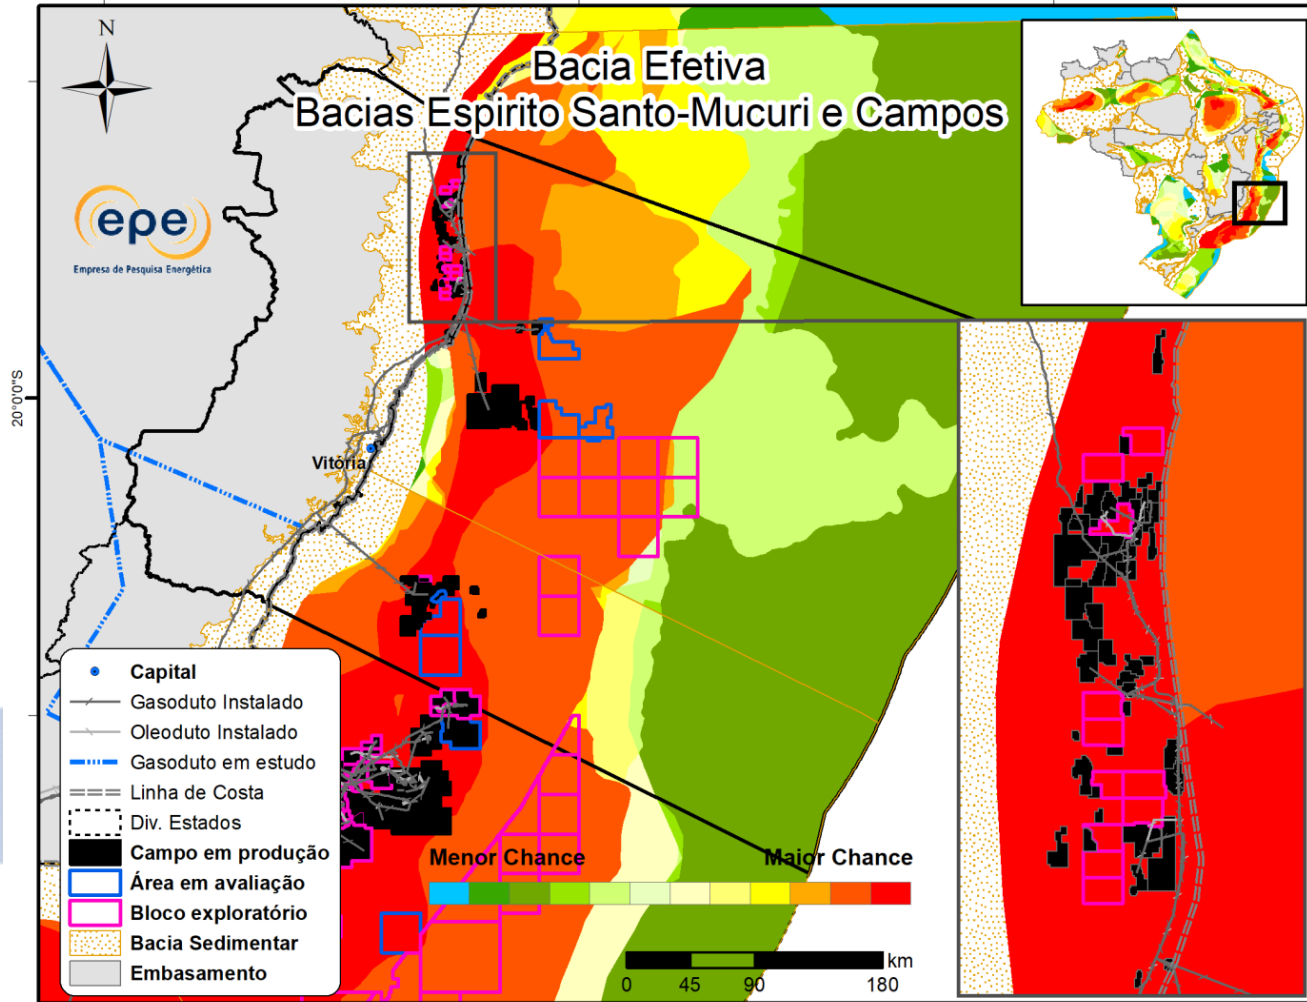 N
Bacia Efetiva
Bacias Espirito Santo-Mucuri e Campos
epe
Empresa de Pesquisa Energética
20°0'0"S
Vitória
Capital
Gasoduto Instalado
Oleoduto Instalado
Gasoduto em estudo
Linha de Costa
Div. Estados
Campo em produção
Área em avaliação
Bloco exploratório
Bacia Sedimentar
Embasamento
Menor Chance
Maior Chance
km
0 45 90 180